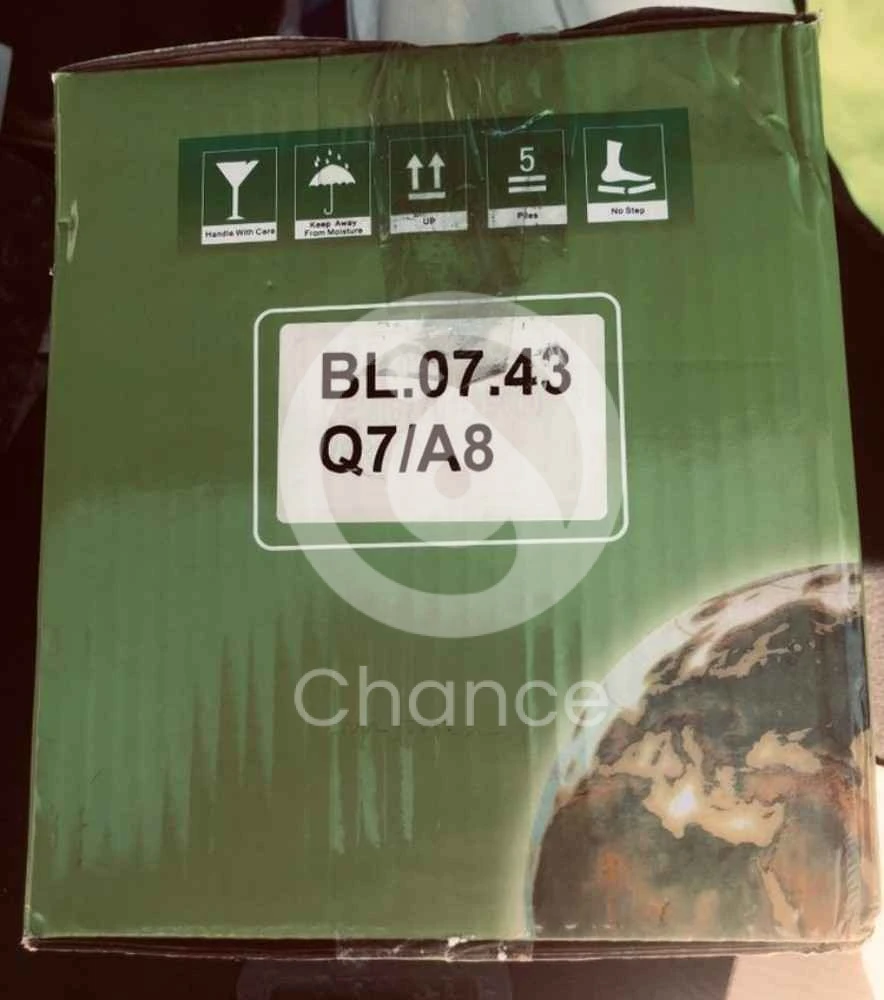 5
Handle With Care
Keep Away
From Moisture
UP
Piles
No Step
BL.07.43
Q7/A8
Chance